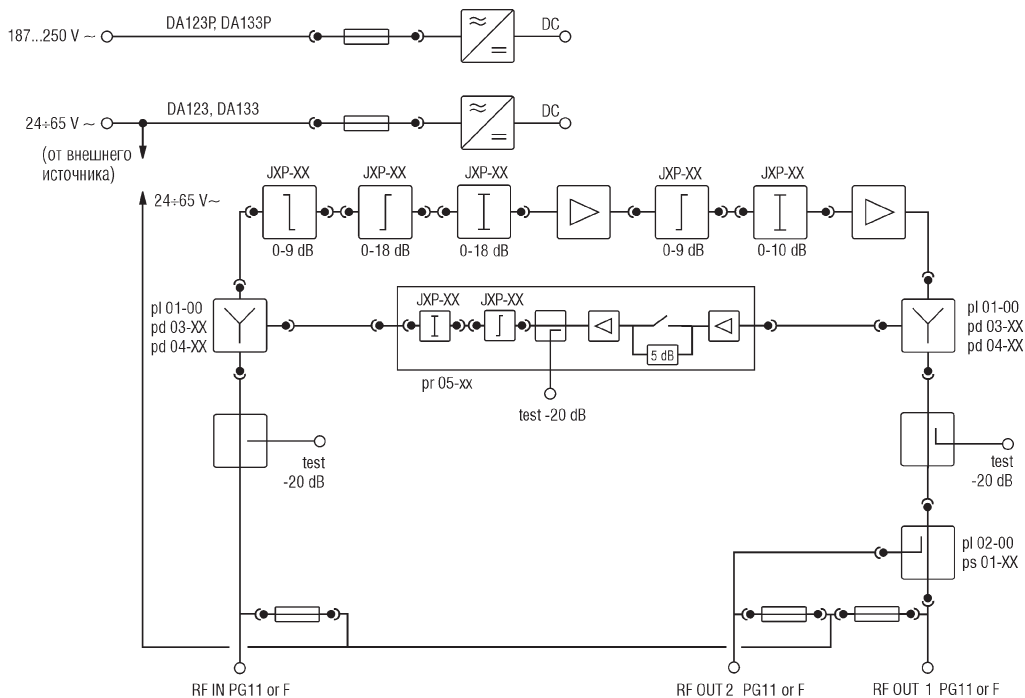 187...250 V ~
DA123P, DA133P
DC
24÷65 V ~
DA123, DA133
DC
(от внешнего
источника)
24÷65 V~
JXP-XX
JXP-XX
JXP-XX
JXP-XX
JXP-XX
0-9 dB
0-18 dB
0-18 dB
0-9 dB
0-10 dB
pl 01-00
pd 03-XX
pd 04-XX
JXP-XX
JXP-XX
5 dB
pr 05-xx
test -20 dB
pl 01-00
pd 03-XX
pd 04-XX
test
-20 dB
test
-20 dB
pl 02-00
ps 01-XX
RF IN PG11 or F
RF OUT 2 PG11 or F
RF OUT 1 PG11 or F